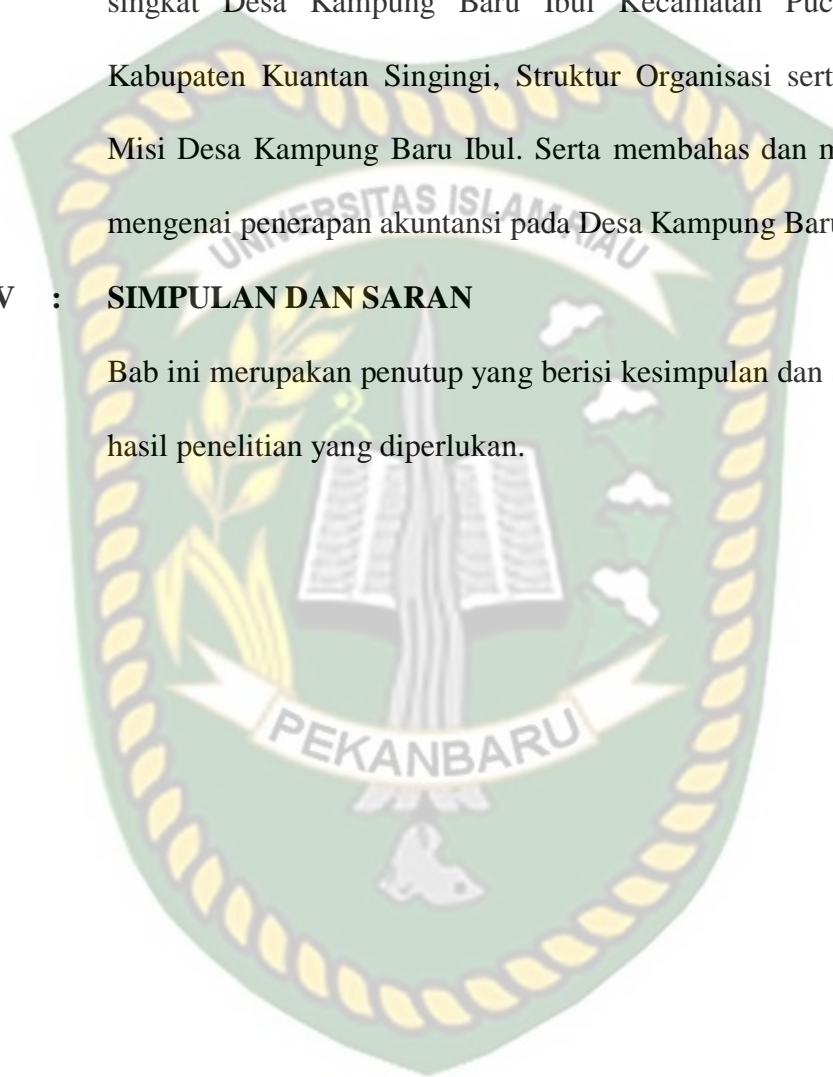 singkat Desa Kampung Baru Ibul Kecamatan
Kabupaten Kuantan Singingi, Struktur Organisasi
Misi Desa Kampung Baru Ibul. Serta membahas dan
mengenai penerapan akuntansi pada Desa Kampung Baru
V : SIMPULAN DAN SARAN
Bab ini merupakan penutup yang berisi kesimpulan dan
hasil penelitian yang diperlukan.
UNIVERSITAS ISLAM RIAU
PEKANBARU